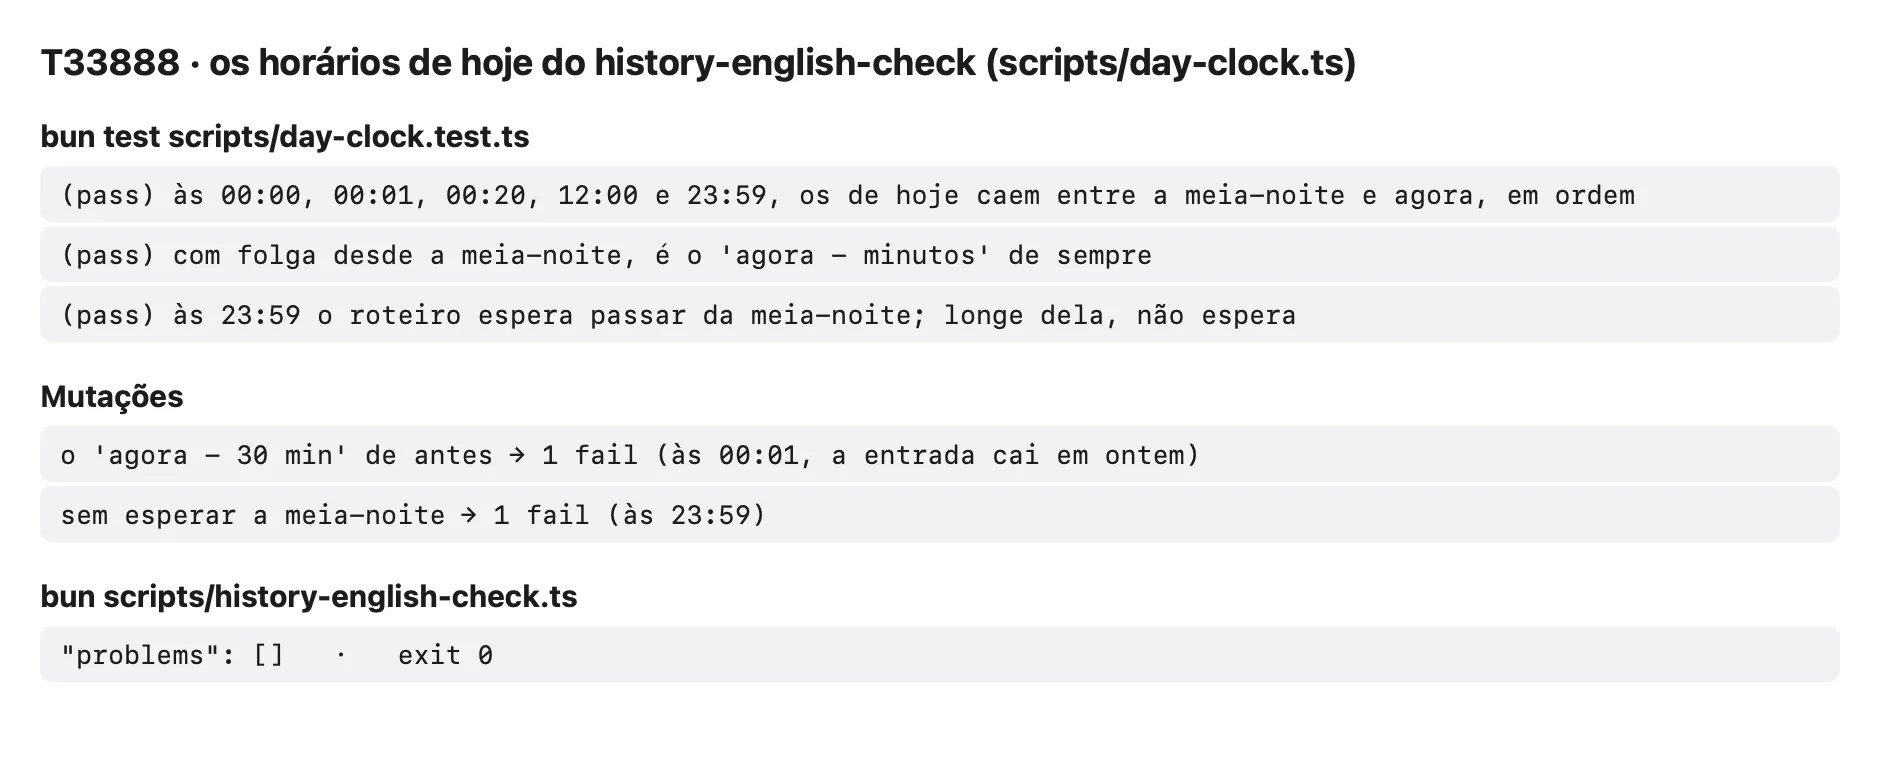 T33888 · os horários de hoje do history-english-check (scripts/day-clock.ts)
bun test scripts/day-clock.test.ts
(pass) às 00:00, 00:01, 00:20, 12:00 e 23:59, os de hoje caem entre a meia-noite e agora, em ordem
(pass) com folga desde a meia-noite, é o 'agora − minutos' de sempre
(pass) às 23:59 o roteiro espera passar da meia-noite; longe dela, não espera
Mutações
o 'agora − 30 min' de antes → 1 fail (às 00:01, a entrada cai em ontem)
sem esperar a meia-noite → 1 fail (às 23:59)
bun scripts/history-english-check.ts
"problems": [] · exit 0